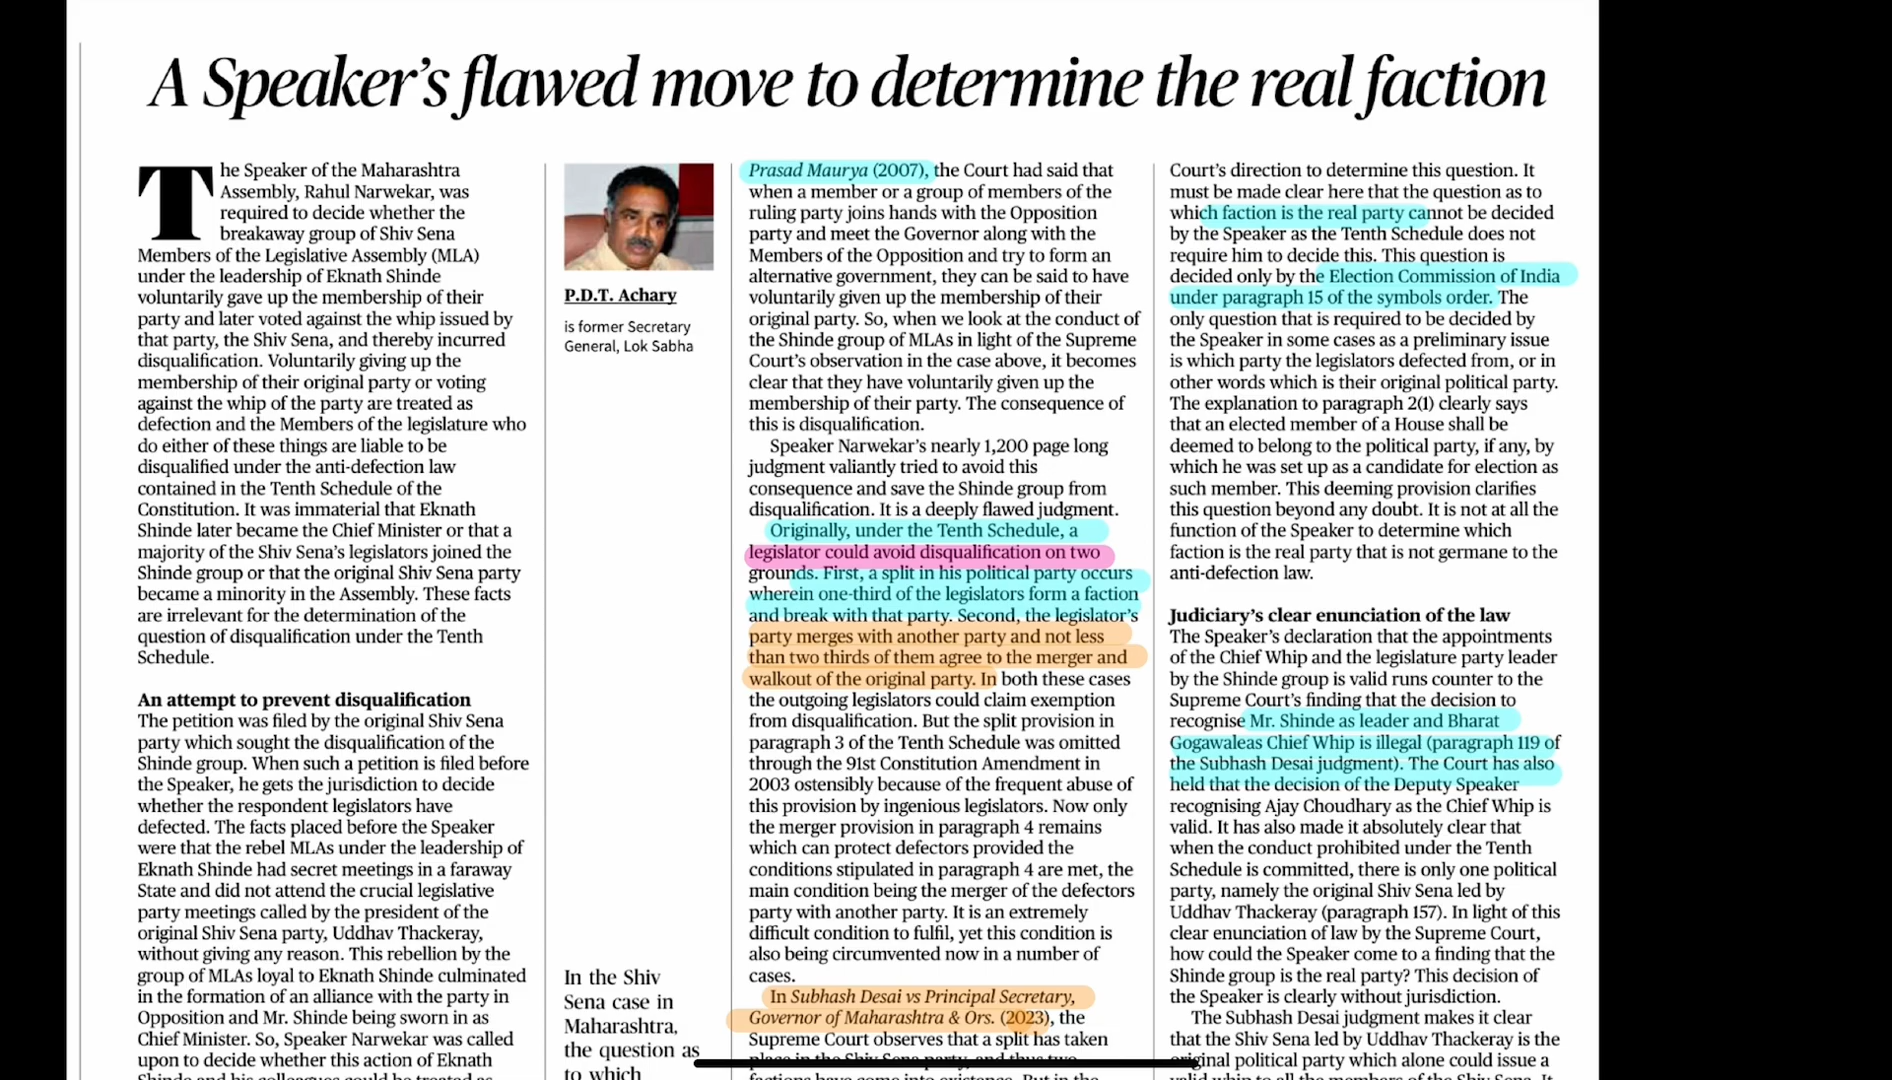 A Speaker's flawed move to determine the real faction
The Speaker of the Maharashtra
Assembly, Rahul Narwekar, was
required to decide whether the
breakaway group of Shiv Sena
Members of the Legislative Assembly (MLA)
under the leadership of Eknath Shinde
voluntarily gave up the membership of their
party and later voted against the whip issued by
that party, the Shiv Sena, and thereby incurred
disqualification. Voluntarily giving up the
membership of their original party or voting
against the whip of the party are treated as
defection and the Members of the legislature who
do either of these things are liable to be
disqualified under the anti-defection law
contained in the Tenth Schedule of the
Constitution. It was immaterial that Eknath
Shinde later became the Chief Minister or that a
majority of the Shiv Sena's legislators joined the
Shinde group or that the original Shiv Sena party
became a minority in the Assembly. These facts
are irrelevant for the determination of the
question of disqualification under the Tenth
Schedule.
An attempt to prevent disqualification
The petition was filed by the original Shiv Sena
party which sought the disqualification of the
Shinde group. When such a petition is filed before
the Speaker, he gets the jurisdiction to decide
whether the respondent legislators have
defected. The facts placed before the Speaker
were that the rebel MLAs under the leadership of
Eknath Shinde had secret meetings in a faraway
State and did not attend the crucial legislative
party meetings called by the president of the
original Shiv Sena party, Uddhav Thackeray,
without giving any reason. This rebellion by the
group of MLAs loyal to Eknath Shinde culminated
in the formation of an alliance with the party in
Opposition and Mr. Shinde being sworn in as
Chief Minister. So, Speaker Narwekar was called
upon to decide whether this action of Eknath
Shinde and his colleagues could be treated as
P.D.T. Achary
is former Secretary
General, Lok Sabha
In the Shiv
Sena case in
Maharashtra,
the question as
to which
Prasad Maurya (2007), the Court had said that
when a member or a group of members of the
ruling party joins hands with the Opposition
party and meet the Governor along with the
Members of the Opposition and try to form an
alternative government, they can be said to have
voluntarily given up the membership of their
original party. So, when we look at the conduct of
the Shinde group of MLAs in light of the Supreme
Court's observation in the case above, it becomes
clear that they have voluntarily given up the
membership of their party. The consequence of
this is disqualification.
Speaker Narwekar's nearly 1,200 page long
judgment valiantly tried to avoid this
consequence and save the Shinde group from
disqualification. It is a deeply flawed judgment.
Originally, under the Tenth Schedule, a
legislator could avoid disqualification on two
grounds. First, a split in his political party occurs
wherein one-third of the legislators form a faction
and break with that party. Second, the legislator's
party merges with another party and not less
than two thirds of them agree to the merger and
walkout of the original party. In both these cases
the outgoing legislators could claim exemption
from disqualification. But the split provision in
paragraph 3 of the Tenth Schedule was omitted
through the 91st Constitution Amendment in
2003 ostensibly because of the frequent abuse of
this provision by ingenious legislators. Now only
the merger provision in paragraph 4 remains
which can protect defectors provided the
conditions stipulated in paragraph 4 are met, the
main condition being the merger of the defectors
party with another party. It is an extremely
difficult condition to fulfil, yet this condition is
also being circumvented now in a number of
cases.
In Subhash Desai vs Principal Secretary,
Governor of Maharashtra & Ors. (2023), the
Supreme Court observes that a split has taken
place in the Shiv Sena party, and thus two
factions have come into existence. But in the
Court's direction to determine this question. It
must be made clear here that the question as to
which faction is the real party cannot be decided
by the Speaker as the Tenth Schedule does not
require him to decide this. This question is
decided only by the Election Commission of India
under paragraph 15 of the symbols order. The
only question that is required to be decided by
the Speaker in some cases as a preliminary issue
is which party the legislators defected from, or in
other words which is their original political party.
The explanation to paragraph 2(1) clearly says
that an elected member of a House shall be
deemed to belong to the political party, if any, by
which he was set up as a candidate for election as
such member. This deeming provision clarifies
this question beyond any doubt. It is not at all the
function of the Speaker to determine which
faction is the real party that is not germane to the
anti-defection law.
Judiciary's clear enunciation of the law
The Speaker's declaration that the appointments
of the Chief Whip and the legislature party leader
by the Shinde group is valid runs counter to the
Supreme Court's finding that the decision to
recognise Mr. Shinde as leader and Bharat
Gogawaleas Chief Whip is illegal (paragraph 119 of
the Subhash Desai judgment). The Court has also
held that the decision of the Deputy Speaker
recognising Ajay Choudhary as the Chief Whip is
valid. It has also made it absolutely clear that
when the conduct prohibited under the Tenth
Schedule is committed, there is only one political
party, namely the original Shiv Sena led by
Uddhav Thackeray (paragraph 157). In light of this
clear enunciation of law by the Supreme Court,
how could the Speaker come to a finding that the
Shinde group is the real party? This decision of
the Speaker is clearly without jurisdiction.
The Subhash Desai judgment makes it clear
that the Shiv Sena led by Uddhav Thackeray is the
original political party which alone could issue a
valid whip to all the members of the Shiv Sena. It